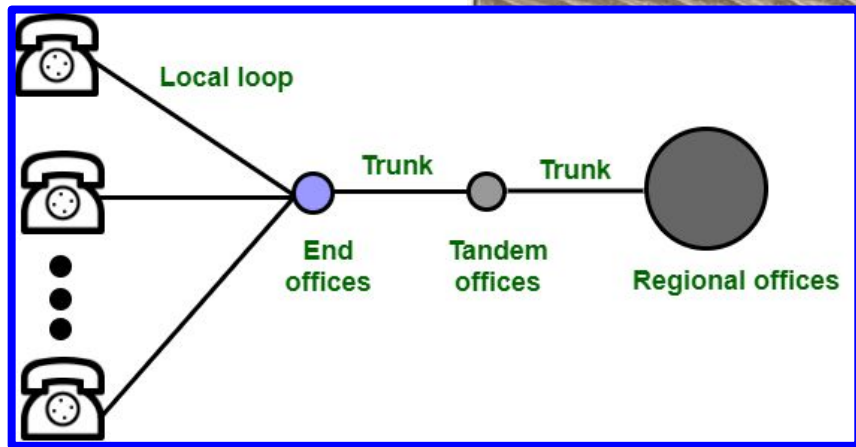 Local loop
Trunk
Trunk
End
offices
Tandem
offices
Regional offices